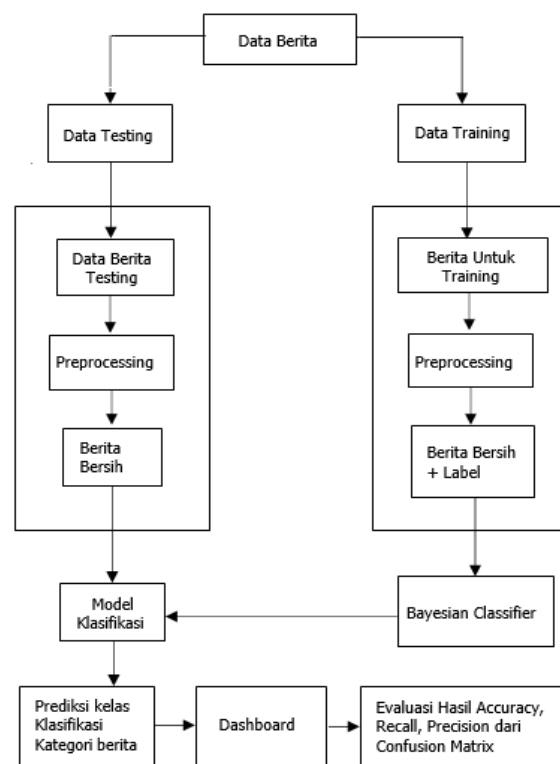 Data Berita
Data Testing
Data Training
Data Berita
Testing
Berita Untuk
Training
Preprocessing
Preprocessing
Berita
Bersih
Berita Bersih
+ Label
Model
Klasifikasi
Bayesian Classifier
Prediksi kelas
Klasifikasi
Kategori berita
Dashboard
Evaluasi Hasil Accuracy,
Recall, Precision dari
Confusion Matrix